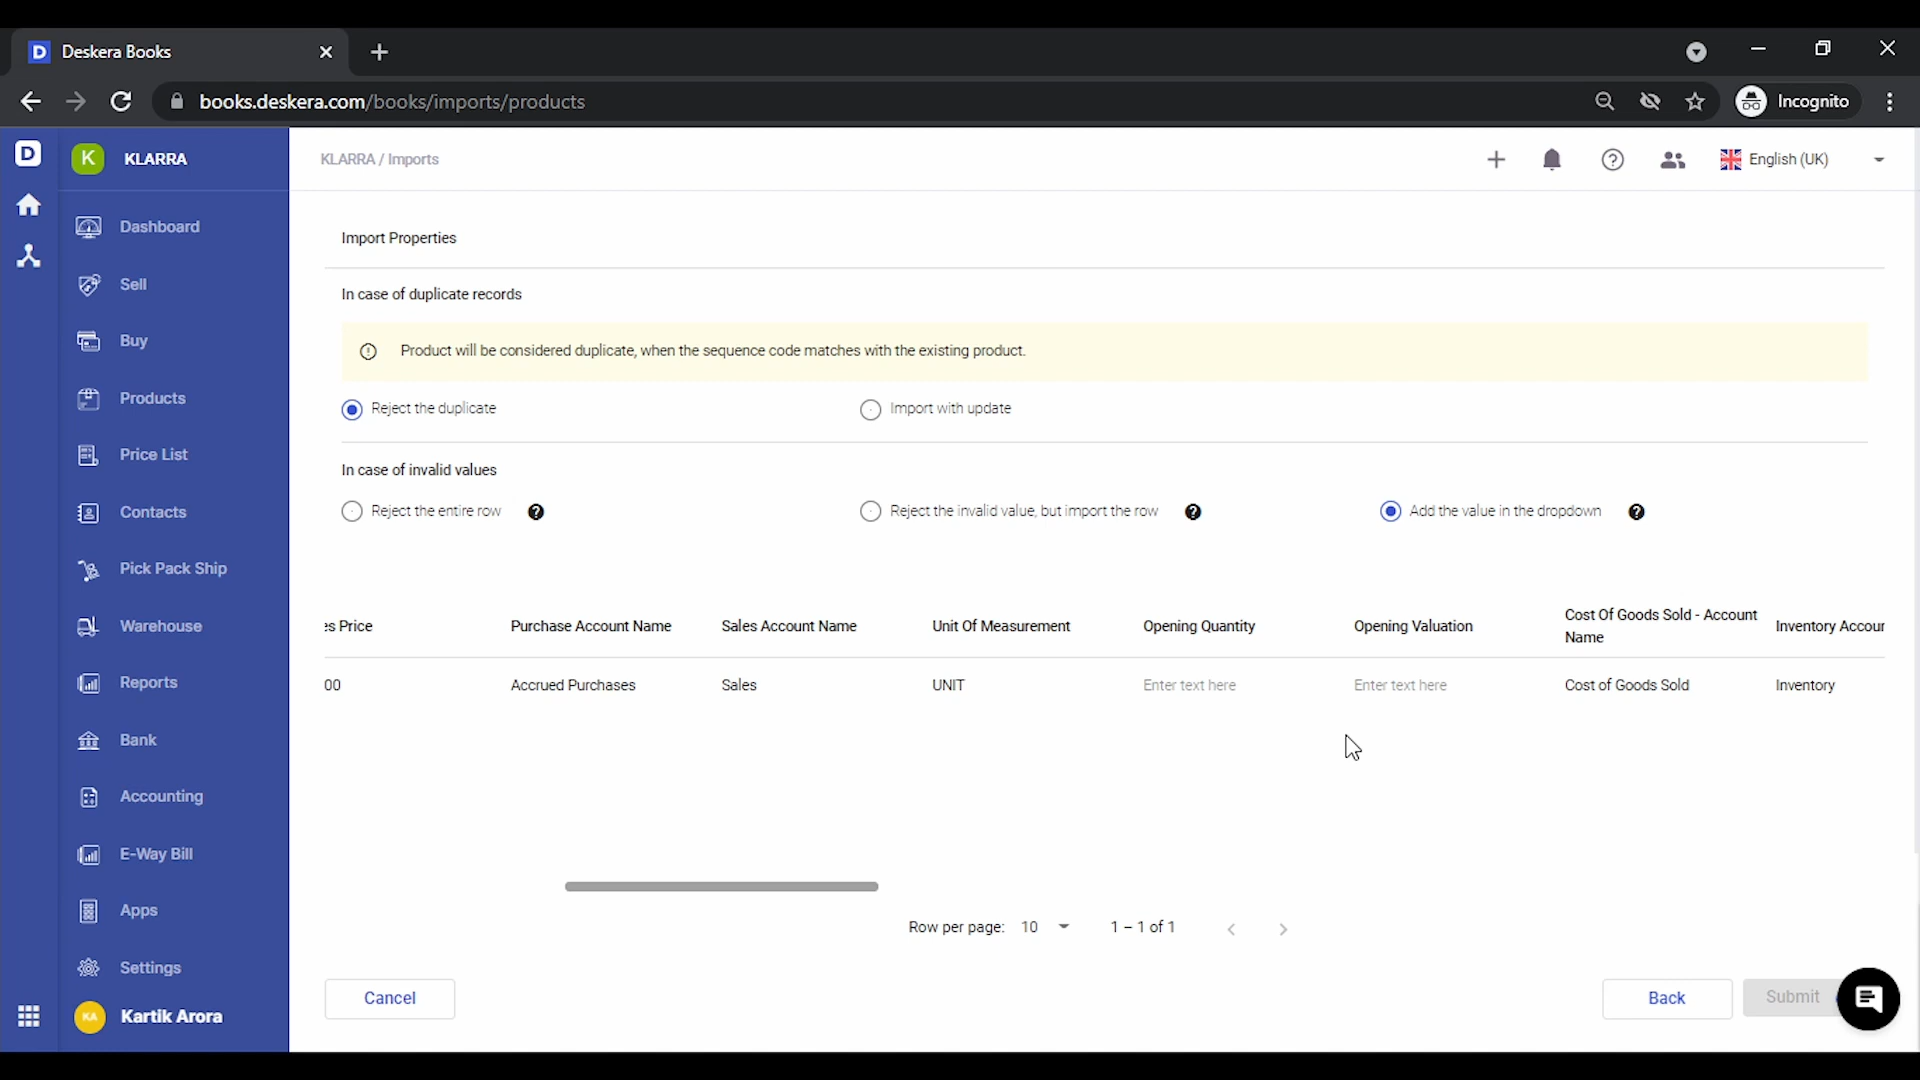 Deskera Books
books.deskera.com/books/imports/products
Incognito
D
K KLARRA
KLARRA / Imports
English (UK)
Dashboard
Sell
Buy
Products
Price List
Contacts
Pick Pack Ship
Warehouse
Reports
Bank
Accounting
E-Way Bill
Apps
Settings
KA Kartik Arora
Import Properties
In case of duplicate records
Product will be considered duplicate, when the sequence code matches with the existing product.
Reject the duplicate
Import with update
In case of invalid values
Reject the entire row
Reject the invalid value, but import the row
Add the value in the dropdown
es Price Purchase Account Name Sales Account Name Unit Of Measurement Opening Quantity Opening Valuation Cost Of Goods Sold - Account Name Inventory Accour
00 Accrued Purchases Sales UNIT Enter text here Enter text here Cost of Goods Sold Inventory
Row per page: 10 1 – 1 of 1
Cancel
Back
Submit